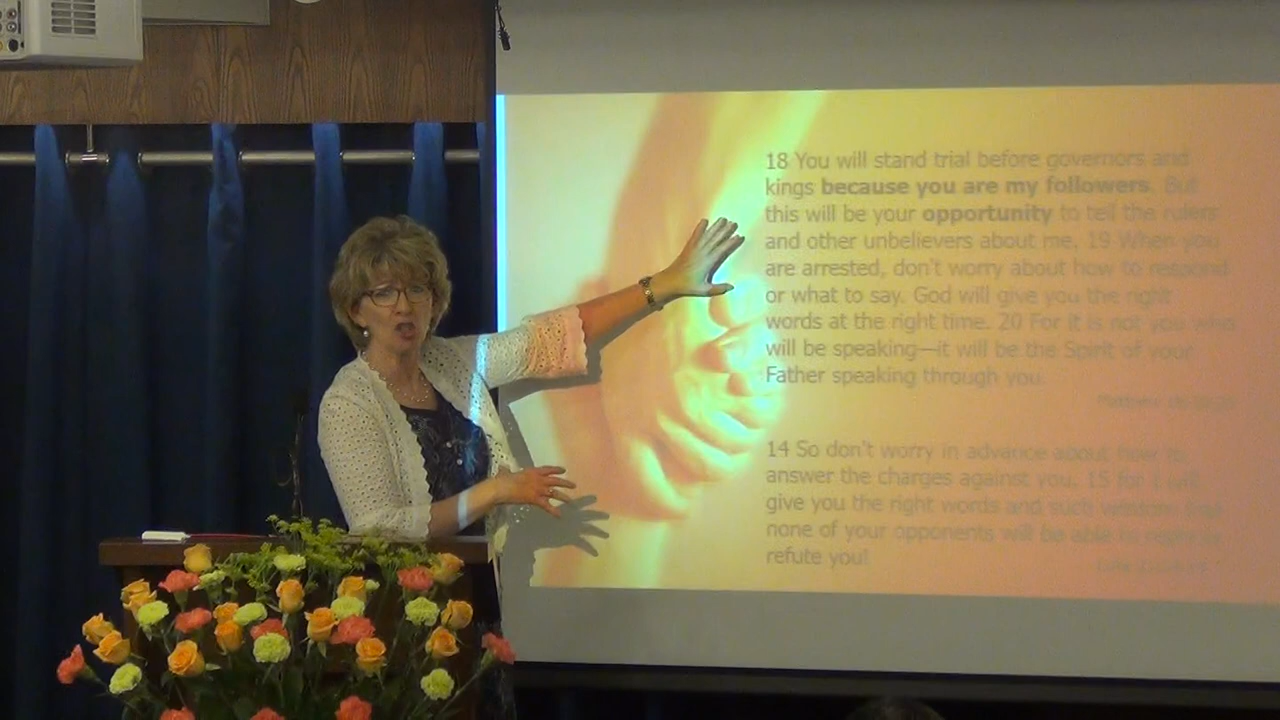 18 You will stand trial before governors and
kings because you are my followers. But
this will be your opportunity to tell the rulers
and other unbelievers about me. 19 When you
are arrested, don't worry about how to respond
or what to say. God will give you the right
words at the right time. 20 For it is not you who
will be speaking—it will be the Spirit of your
Father speaking through you.
Matthew
14 So don't worry in advance about how to
answer the charges against you. 15 for I will
give you the right words and such wisdom that
none of your opponents will be able to
refute you!
Luke